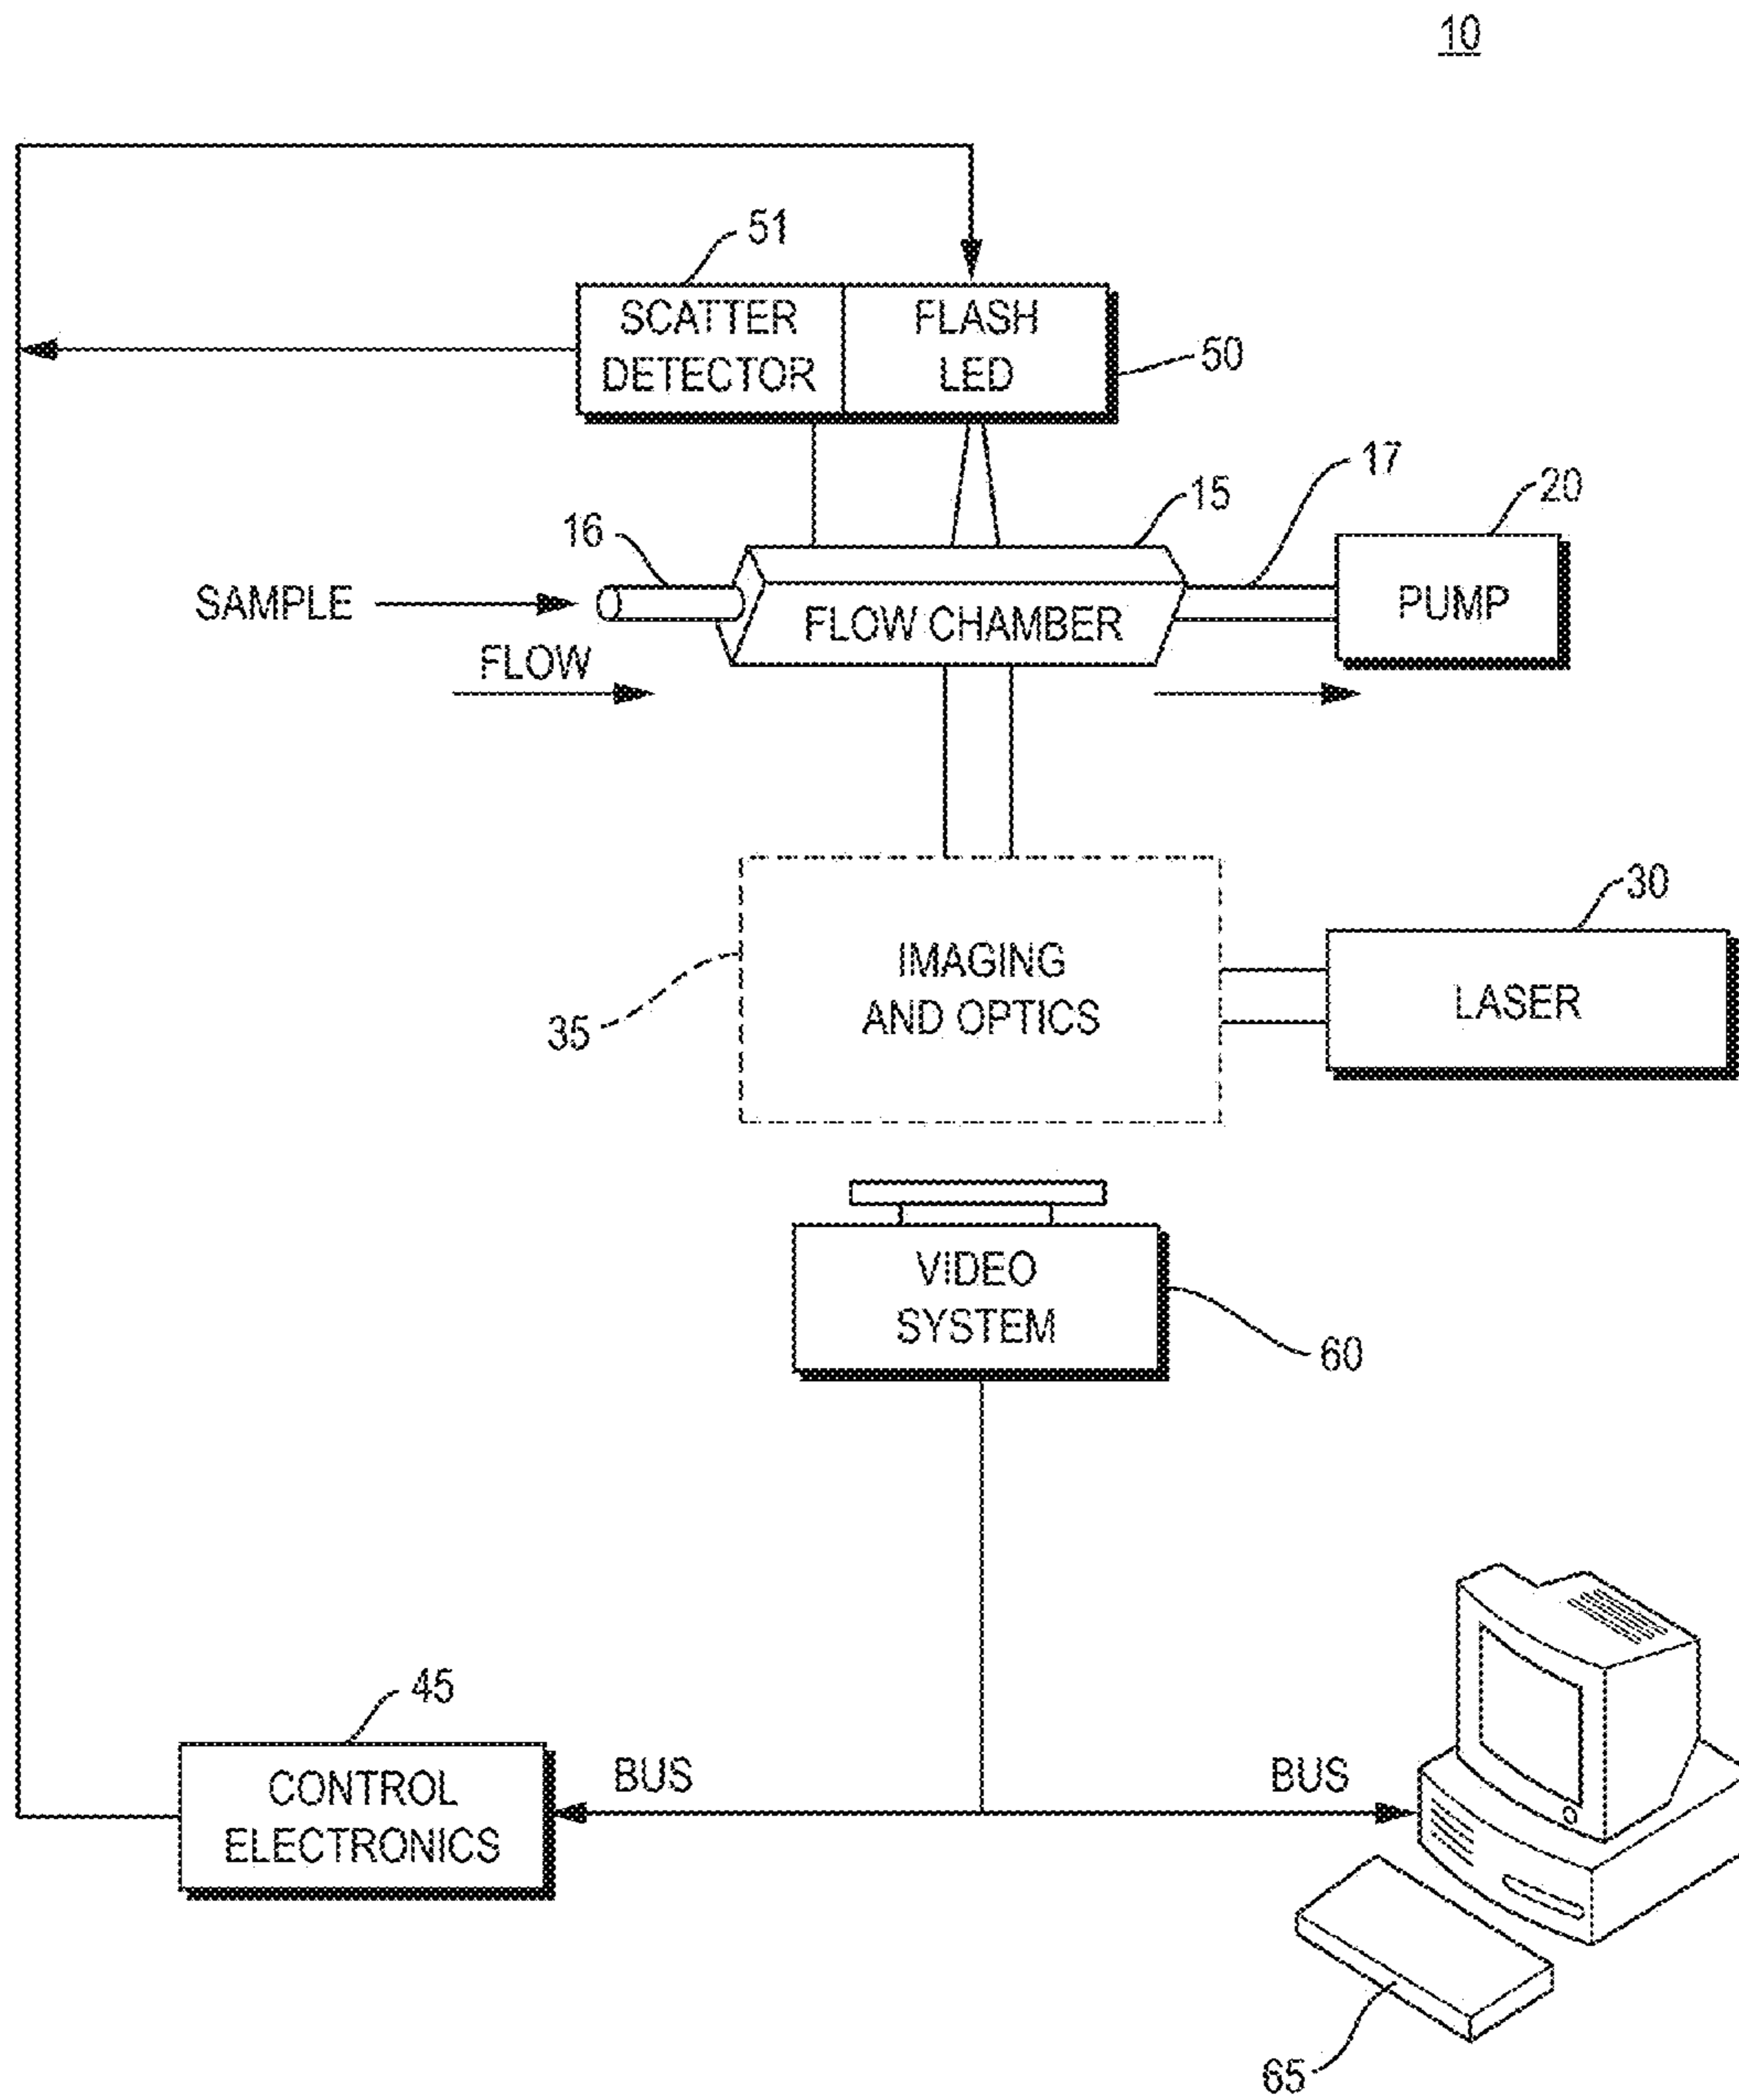 10
51
SCATTER
DETECTOR
FLASH
LED
50
17
20
15
16
SAMPLE
FLOW CHAMBER
PUMP
FLOW
30
IMAGING
AND OPTICS
LASER
35
VIDEO
SYSTEM
60
45
CONTROL
ELECTRONICS
BUS
BUS
65